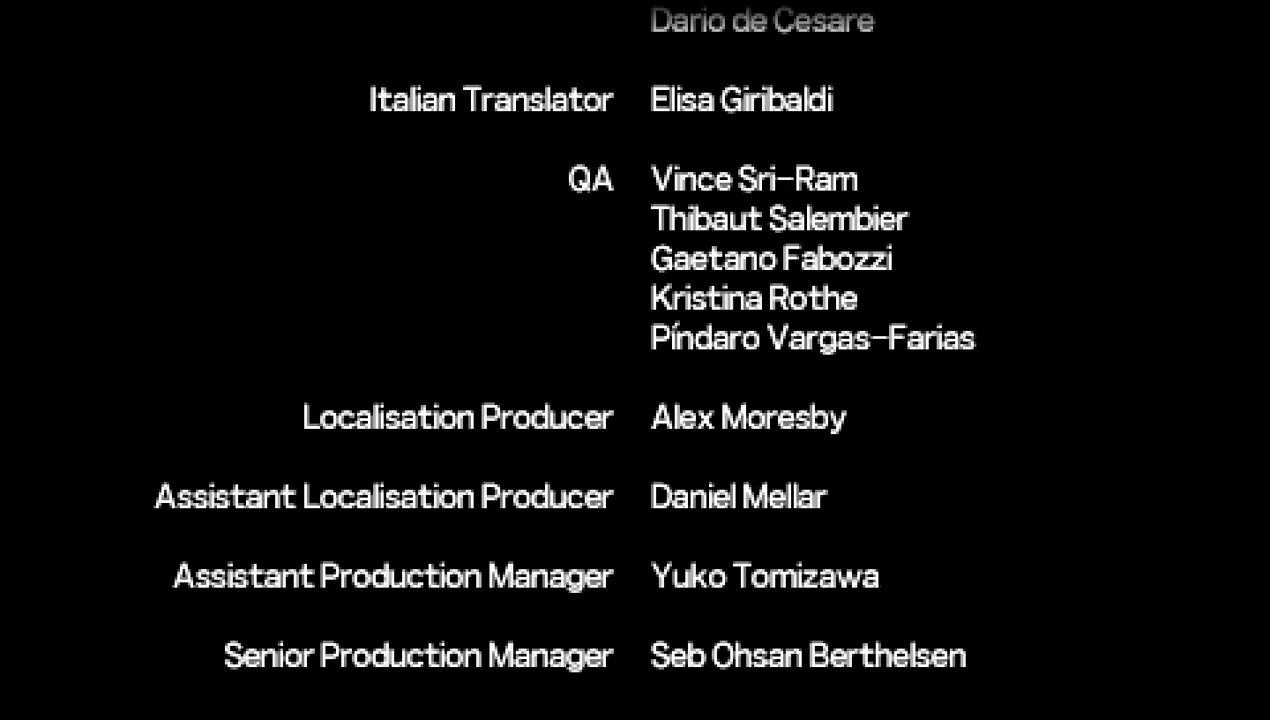 Dario de Cesare
Italian Translator Elisa Giribaldi
QA Vince Sri-Ram
Thibaut Salembier
Gaetano Fabozzi
Kristina Rothe
Píndaro Vargas-Farias
Localisation Producer Alex Moresby
Assistant Localisation Producer Daniel Mellar
Assistant Production Manager Yuko Tomizawa
Senior Production Manager Seb Ohsan Berthelsen